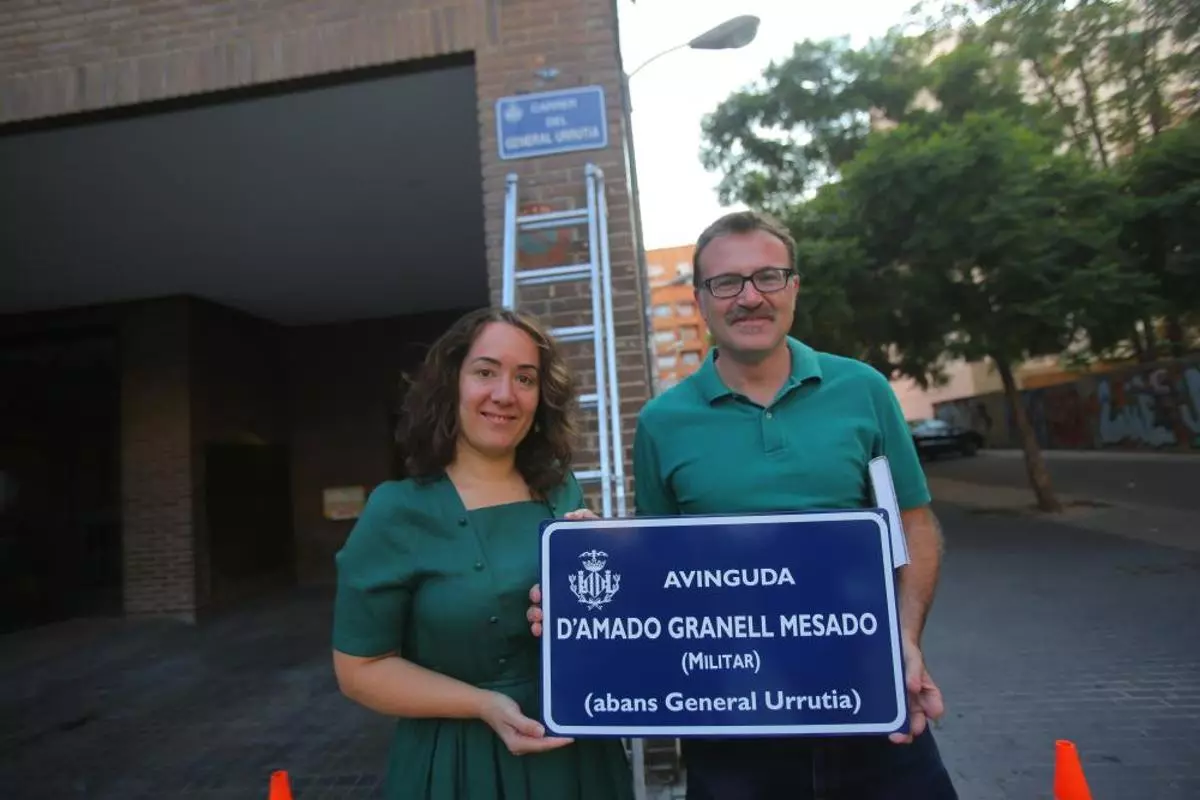 CARRER
DEL
GENERAL URRUTIA
AVINGUDA
D'AMADO GRANELL MESADO
(MILITAR)
(abans General Urrutia)